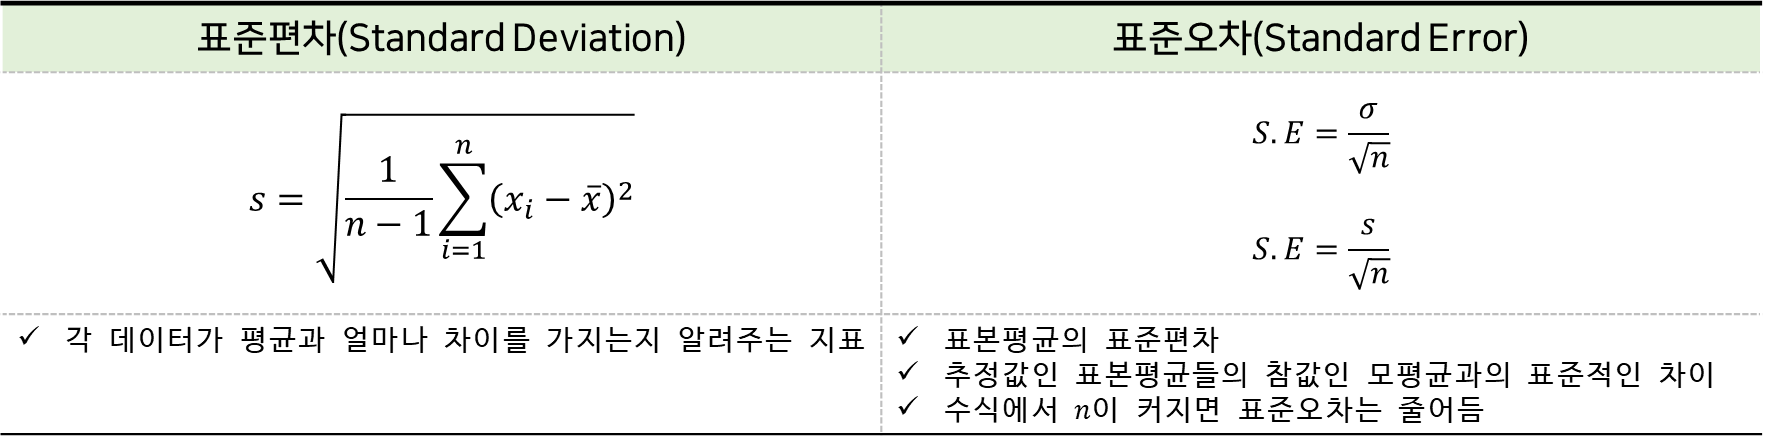 표준편차(Standard Deviation)
표준오차(Standard Error)
s = √(1/(n − 1) ∑_{i=1}^{n} (x_i − x̄)²)
S.E = σ/√n
S.E = s/√n
✓ 각 데이터가 평균과 얼마나 차이를 가지는지 알려주는 지표
✓ 표본평균의 표준편차
✓ 추정값인 표본평균들의 참값인 모평균과의 표준적인 차이
✓ 수식에서 n이 커지면 표준오차는 줄어듬